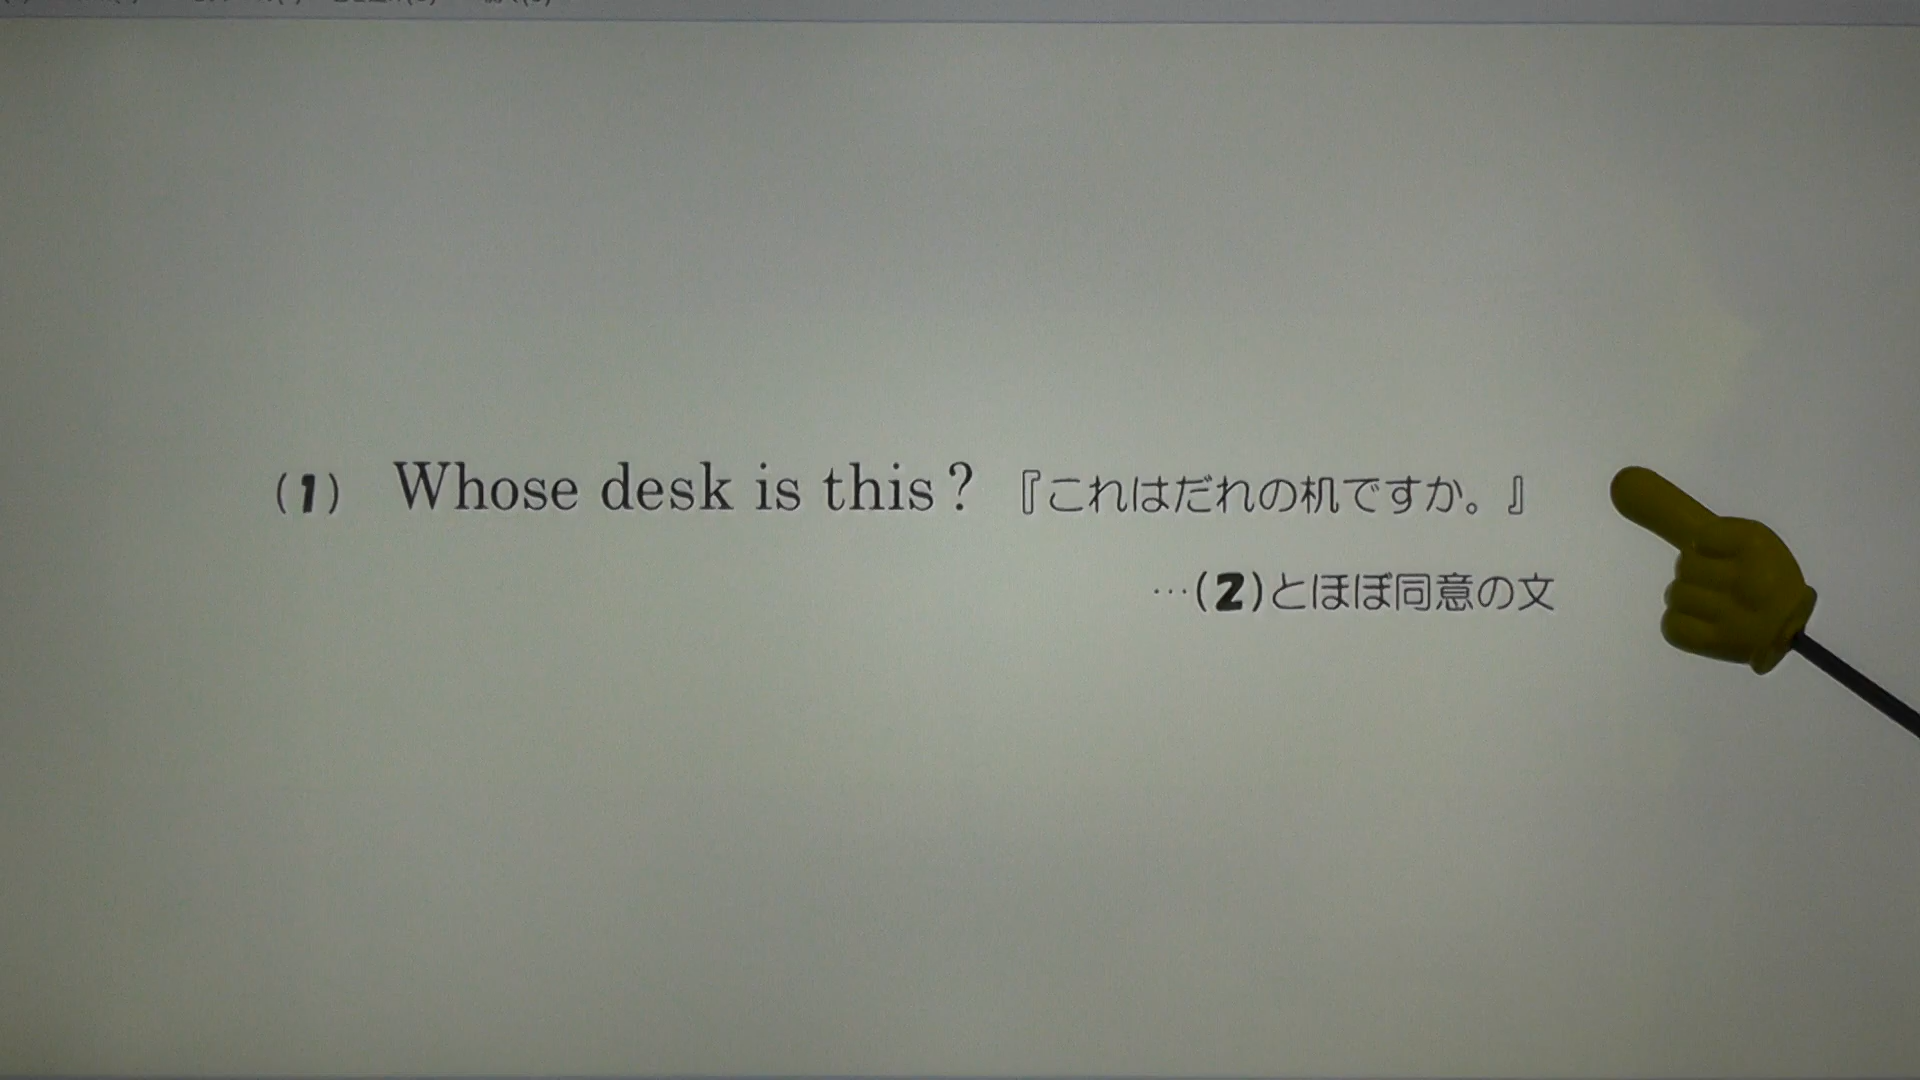 (1) Whose desk is this? 『これはだれの机ですか。』
…(2)とほぼ同意の文